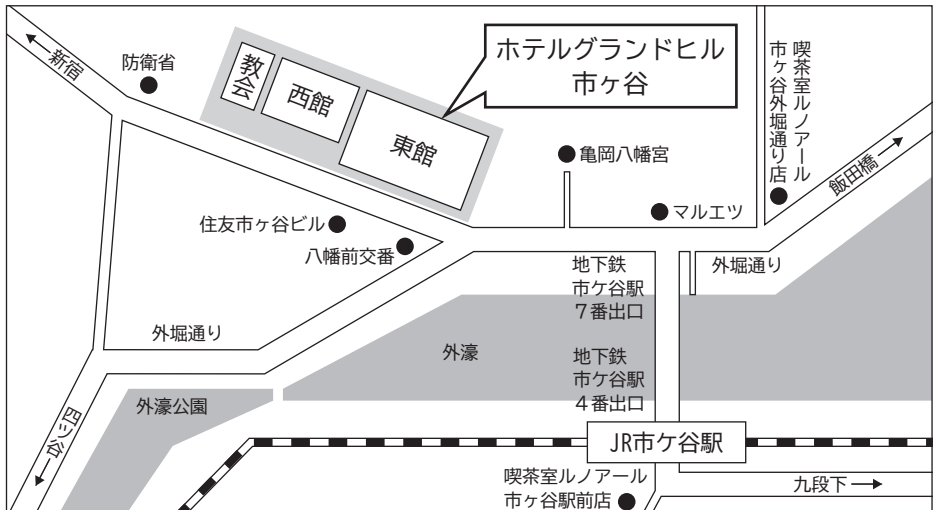 新宿
防衛省
教会
西館
東館
ホテルグランドヒル
市ヶ谷
喫茶室ルノアール
市ヶ谷外堀通り店
飯田橋
亀岡八幡宮
マルエツ
住友市ヶ谷ビル
八幡前交番
地下鉄
市ケ谷駅
7番出口
外堀通り
外堀通り
外濠
地下鉄
市ケ谷駅
4番出口
外濠公園
四ツ谷
JR市ケ谷駅
喫茶室ルノアール
市ヶ谷駅前店
九段下